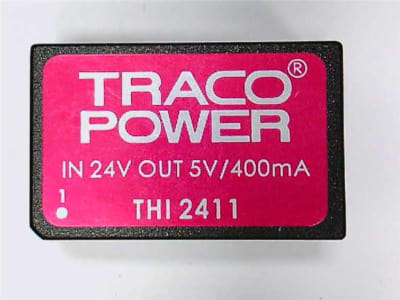 TRACO®
POWER
IN 24V OUT 5V/400mA
1
THI 2411